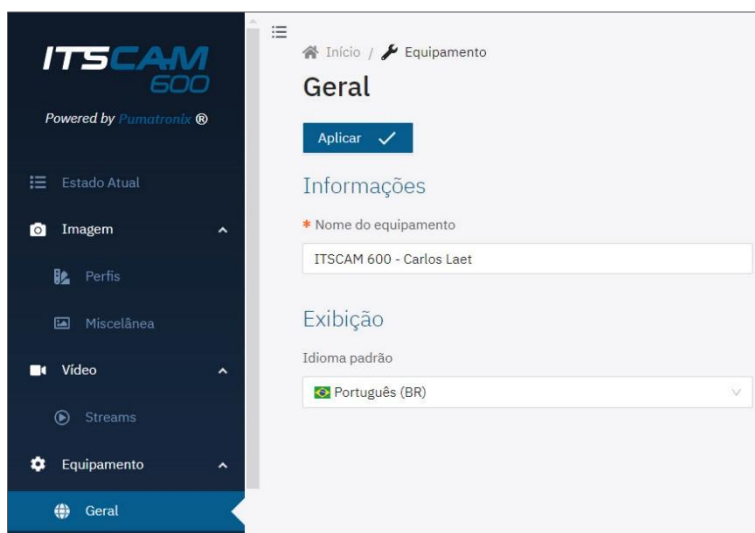 ITSCAM
600
Powered by Pumatronix ®
Estado Atual
Imagem
Perfis
Miscelânea
Vídeo
Streams
Equipamento
Geral
Início / Equipamento
Geral
Aplicar
Informações
* Nome do equipamento
ITSCAM 600 - Carlos Laet
Exibição
Idioma padrão
Português (BR)